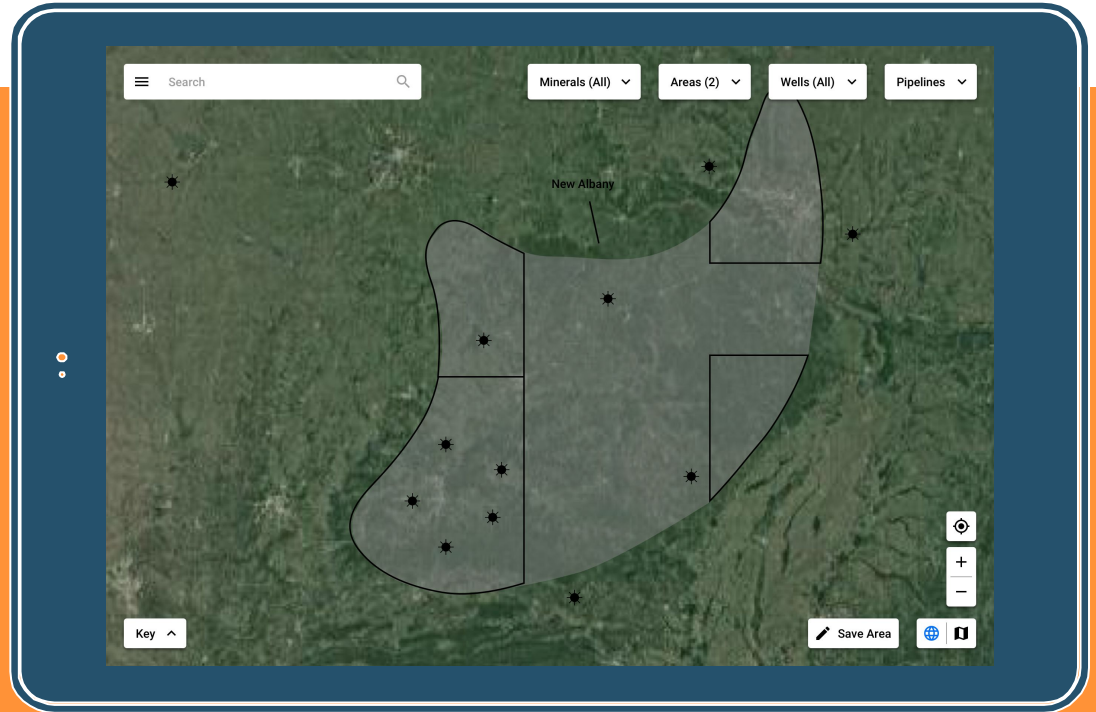 Search
Minerals (All)
Areas (2)
Wells (All)
Pipelines
New Albany
Key
Save Area